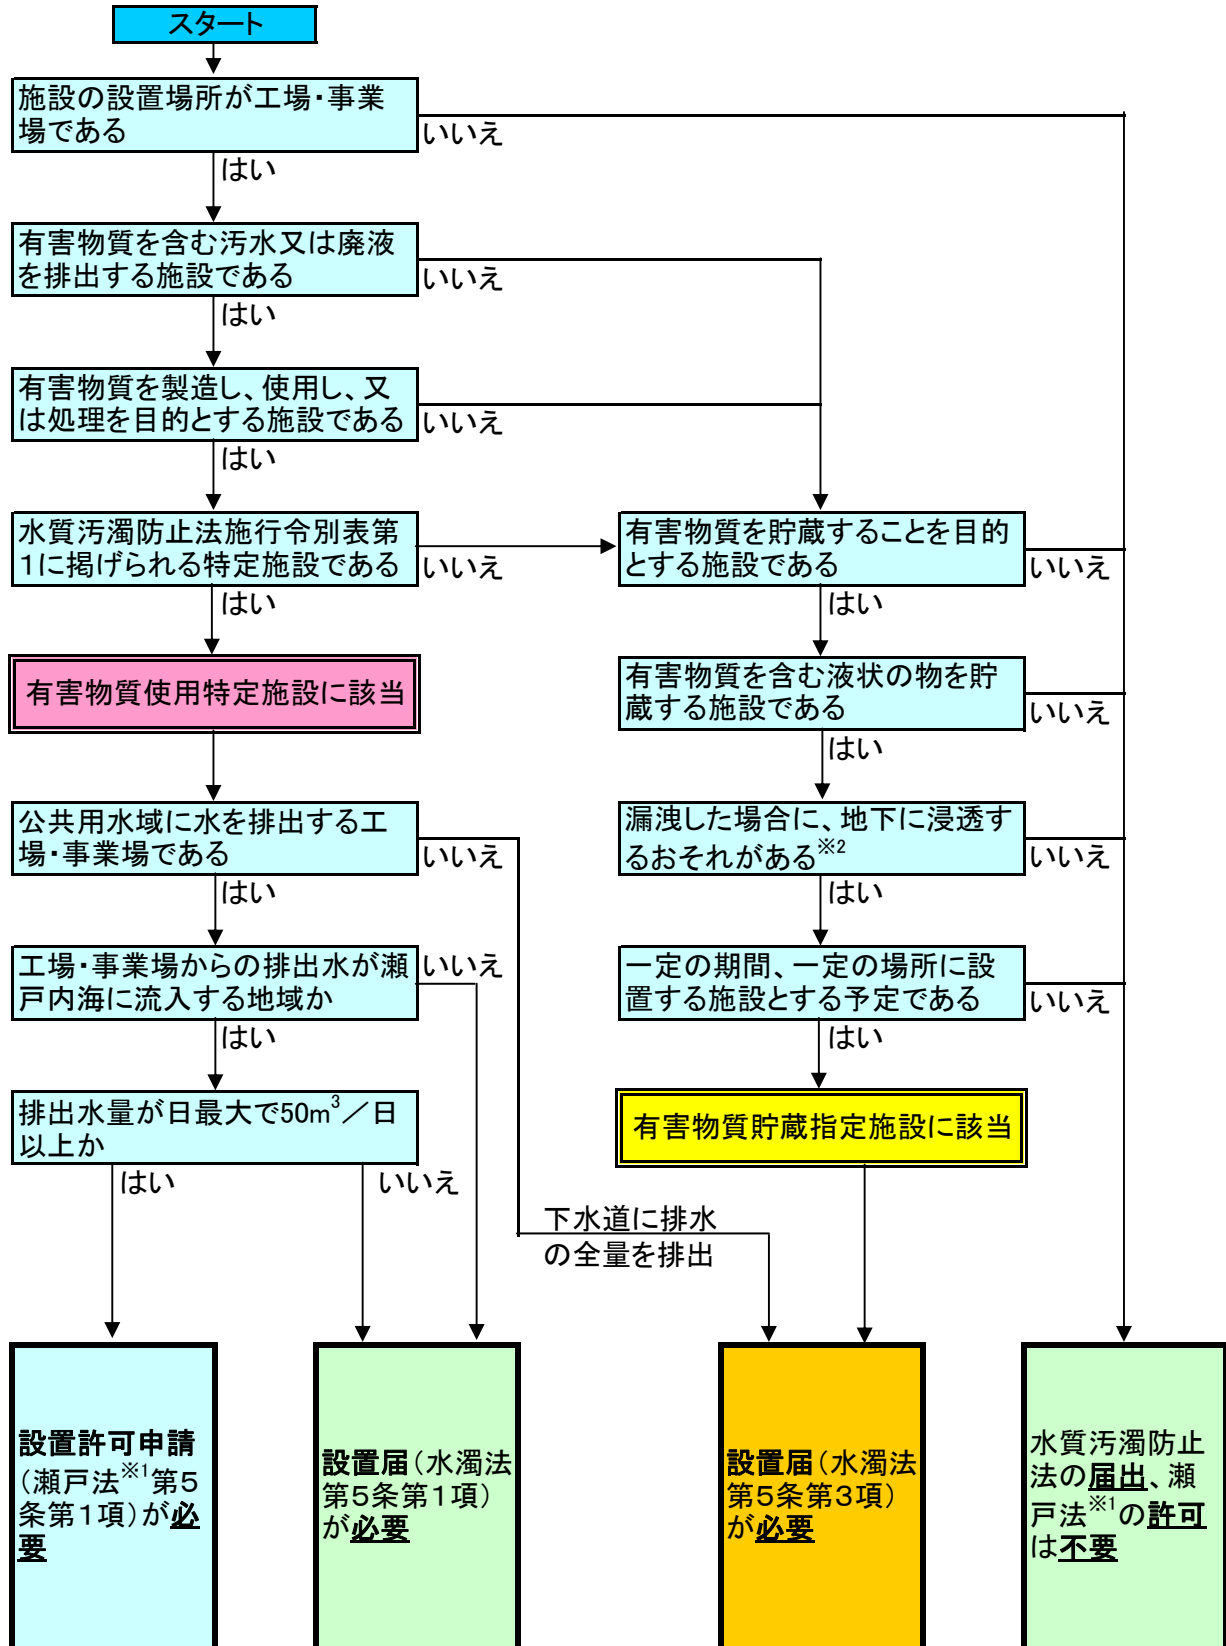 スタート
施設の設置場所が工場・事業
場である
いいえ
はい
有害物質を含む汚水又は廃液
を排出する施設である
いいえ
はい
有害物質を製造し、使用し、又
は処理を目的とする施設である
いいえ
はい
水質汚濁防止法施行令別表第
1に掲げられる特定施設である
いいえ
はい
有害物質使用特定施設に該当
公共用水域に水を排出する工
場・事業場である
いいえ
はい
工場・事業場からの排出水が瀬
戸内海に流入する地域か
いいえ
はい
排出水量が日最大で50m³／日
以上か
はい
いいえ
下水道に排水
の全量を排出
有害物質を貯蔵することを目的
とする施設である
いいえ
はい
有害物質を含む液状の物を貯
蔵する施設である
いいえ
はい
漏洩した場合に、地下に浸透す
るおそれがある※2
いいえ
はい
一定の期間、一定の場所に設
置する施設とする予定である
いいえ
はい
有害物質貯蔵指定施設に該当
設置許可申請
（瀬戸法※1第5
条第1項）が必
要
設置届（水濁法
第5条第1項）
が必要
設置届（水濁法
第5条第3項）
が必要
水質汚濁防止
法の届出、瀬
戸法※1の許可
は不要